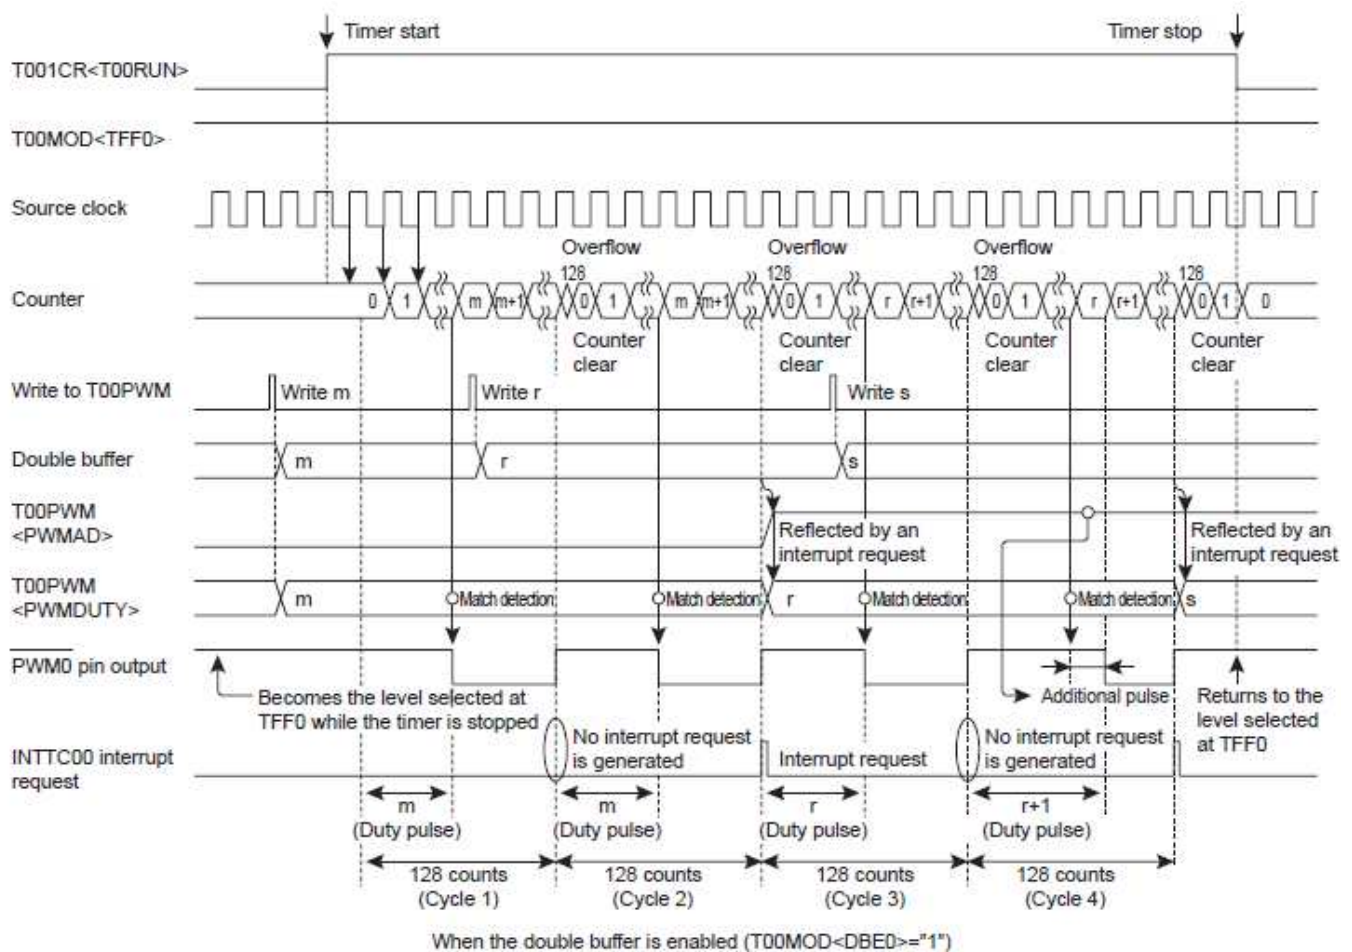 Timer start
Timer stop
T001CR<T00RUN>
T00MOD<TFF0>
Source clock
Overflow
Overflow
Overflow
128
128
128
128
Counter
0 1 m m+1 0 1 m m+1 0 1 r r+1 0 1 r r+1 0 1 0
Counter
clear
Counter
clear
Counter
clear
Counter
clear
Write to T00PWM
Write m
Write r
Write s
Double buffer
m
r
s
T00PWM
<PWMAD>
Reflected by an
interrupt request
Reflected by an
interrupt request
T00PWM
<PWMDUTY>
m
Match detection
Match detection
r
Match detection
Match detection
s
PWM0 pin output
Becomes the level selected at
TFF0 while the timer is stopped
Additional pulse
Returns to the
level selected
at TFF0
INTTC00 interrupt
request
No interrupt request
is generated
Interrupt request
No interrupt request
is generated
m
(Duty pulse)
m
(Duty pulse)
r
(Duty pulse)
r+1
(Duty pulse)
128 counts
(Cycle 1)
128 counts
(Cycle 2)
128 counts
(Cycle 3)
128 counts
(Cycle 4)
When the double buffer is enabled (T00MOD<DBE0>="1")